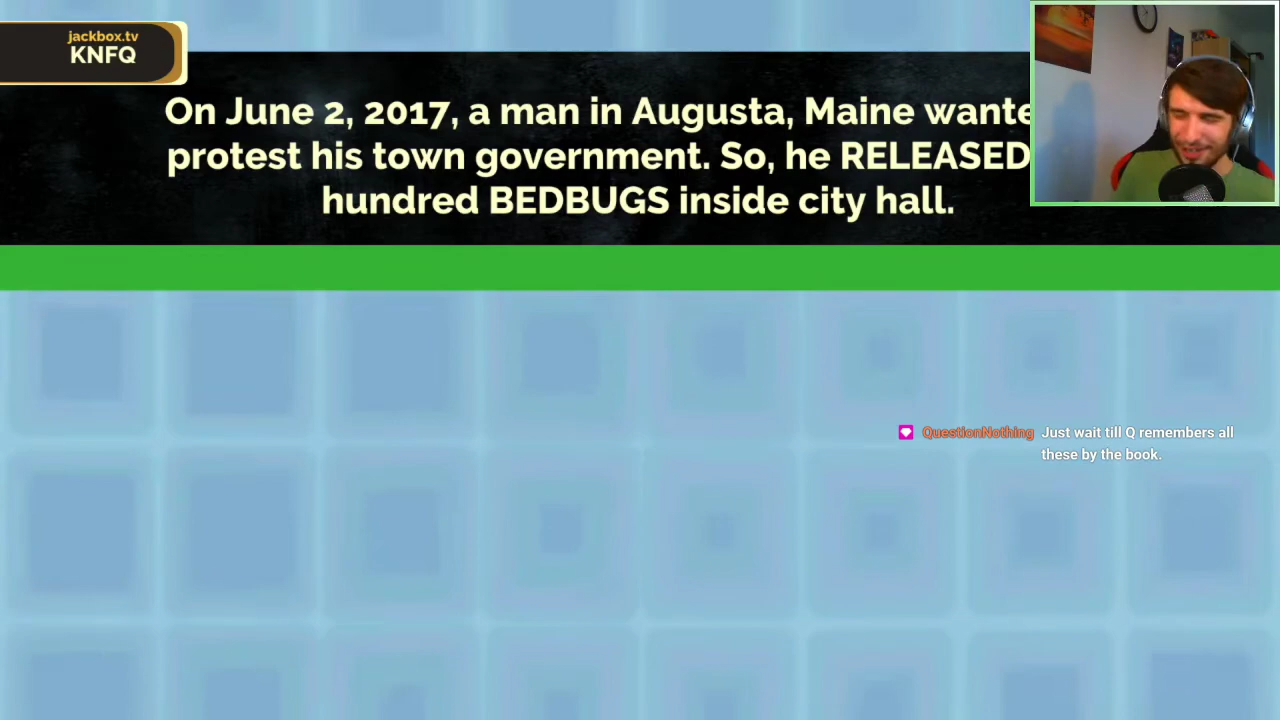 jackbox.tv
KNFQ
On June 2, 2017, a man in Augusta, Maine wante
protest his town government. So, he RELEASED
hundred BEDBUGS inside city hall.
QuestionNothing Just wait till Q remembers all
these by the book.